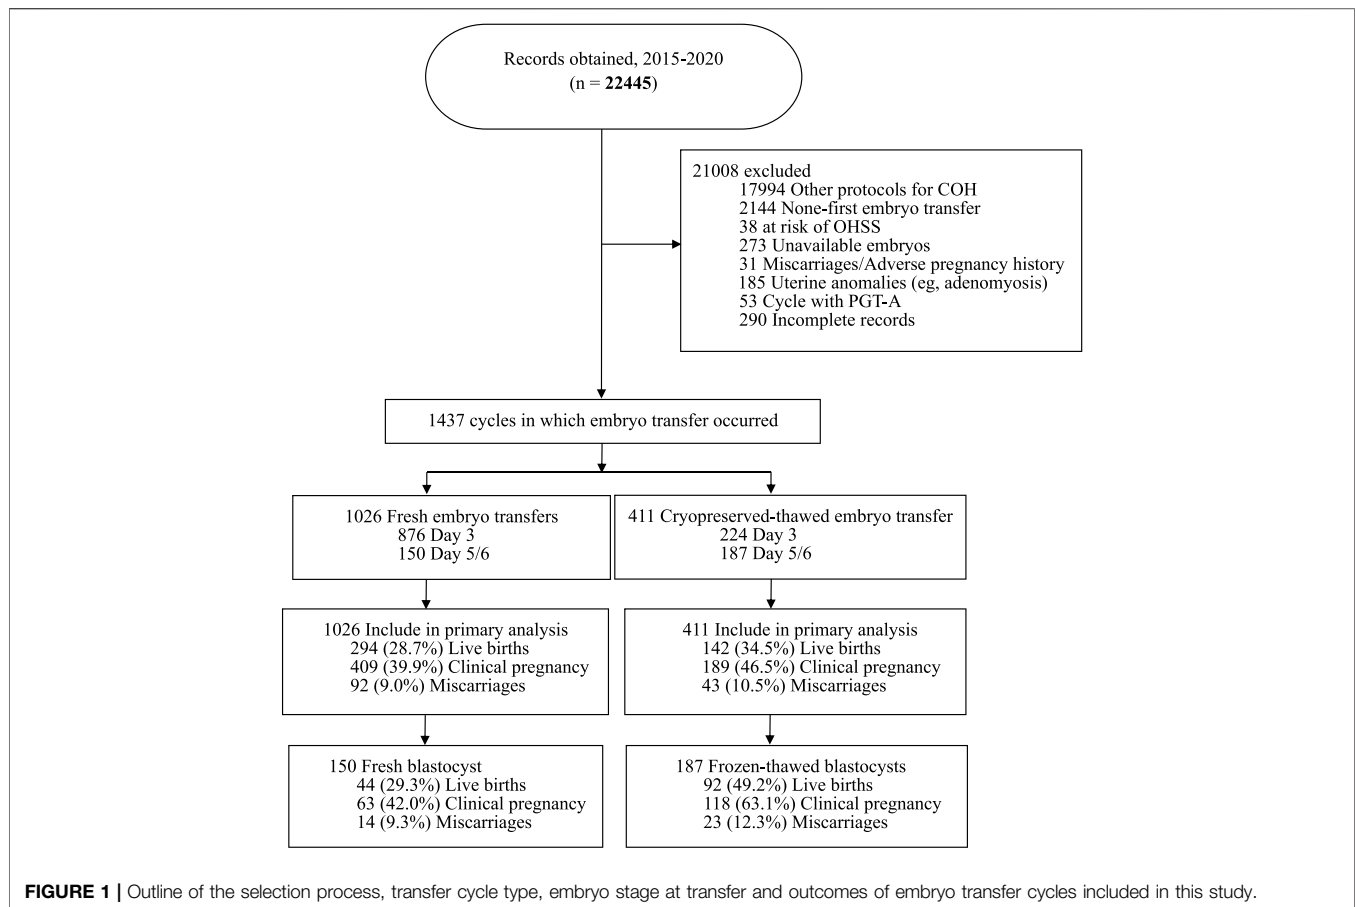 Records obtained, 2015-2020
(n = 22445)
21008 excluded
17994 Other protocols for COH
2144 None-first embryo transfer
38 at risk of OHSS
273 Unavailable embryos
31 Miscarriages/Adverse pregnancy history
185 Uterine anomalies (eg, adenomyosis)
53 Cycle with PGT-A
290 Incomplete records
1437 cycles in which embryo transfer occurred
1026 Fresh embryo transfers
876 Day 3
150 Day 5/6
411 Cryopreserved-thawed embryo transfer
224 Day 3
187 Day 5/6
1026 Include in primary analysis
294 (28.7%) Live births
409 (39.9%) Clinical pregnancy
92 (9.0%) Miscarriages
411 Include in primary analysis
142 (34.5%) Live births
189 (46.5%) Clinical pregnancy
43 (10.5%) Miscarriages
150 Fresh blastocyst
44 (29.3%) Live births
63 (42.0%) Clinical pregnancy
14 (9.3%) Miscarriages
187 Frozen-thawed blastocysts
92 (49.2%) Live births
118 (63.1%) Clinical pregnancy
23 (12.3%) Miscarriages
FIGURE 1 | Outline of the selection process, transfer cycle type, embryo stage at transfer and outcomes of embryo transfer cycles included in this study.